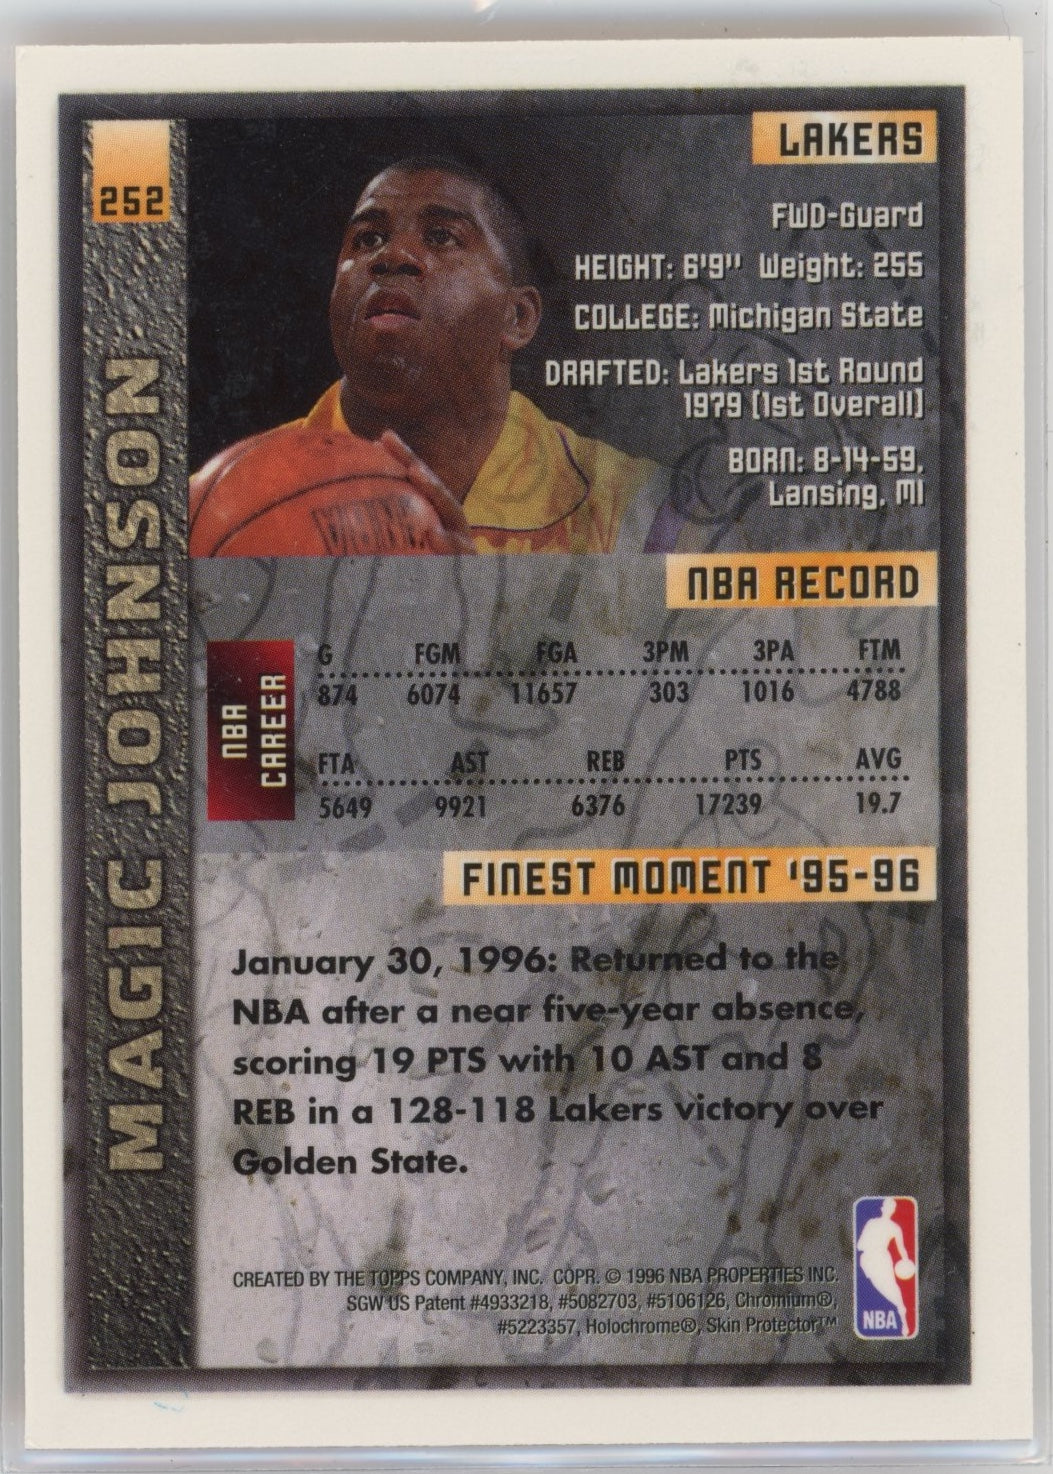 252
LAKERS
FWD-Guard
HEIGHT: 6'9" Weight: 255
COLLEGE: Michigan State
DRAFTED: Lakers 1st Round
1979 (1st Overall)
BORN: 8-14-59,
Lansing, MI
MAGIC JOHNSON
NBA RECORD
NBA
CAREER
G FGM FGA 3PM 3PA FTM
874 6074 11657 303 1016 4788
FTA AST REB PTS AVG
5649 9921 6376 17239 19.7
FINEST MOMENT '95-96
January 30, 1996: Returned to the
NBA after a near five-year absence,
scoring 19 PTS with 10 AST and 8
REB in a 128-118 Lakers victory over
Golden State.
CREATED BY THE TOPPS COMPANY, INC. COPR. © 1996 NBA PROPERTIES INC.
SGW US Patent #4933218, #5082703, #5106126, Chromium®,
#5223357, Holochrome®, Skin Protector™
NBA